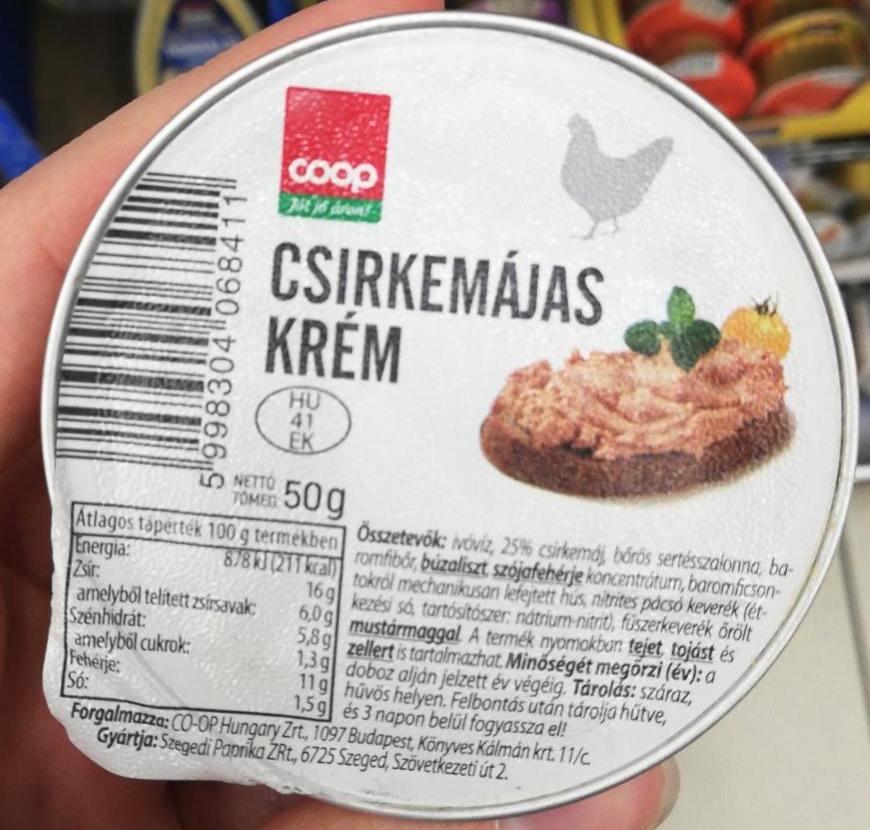 coop
Jót jó áron!
CSIRKEMÁJAS
KRÉM
HU
41
EK
5 998304 068411
NETTÓ
TÖMEG: 50g
Átlagos tápérték 100 g termékben
Energia: 878 kJ (211 kcal)
Zsír: 16 g
amelyből telített zsírsavak: 6,0 g
Szénhidrát: 5,8 g
amelyből cukrok: 1,3 g
Fehérje: 11 g
Só: 1,5 g
Összetevők: ivóvíz, 25% csirkemáj, bőrös sertésszalonna, ba-
romfibőr, búzaliszt, szójafehérje koncentrátum, baromficson-
tokról mechanikusan lefejtett hús, nitrites pácsó keverék (ét-
kezési só, tartósítószer: nátrium-nitrit), fűszerkeverék őrölt
mustármaggal. A termék nyomokban tejet, tojást és
zellert is tartalmazhat. Minőségét megőrzi (év): a
doboz alján jelzett év végéig. Tárolás: száraz,
hűvös helyen. Felbontás után tárolja hűtve,
és 3 napon belül fogyassza el!
Forgalmazza: CO-OP Hungary Zrt., 1097 Budapest, Könyves Kálmán krt. 11/c.
Gyártja: Szegedi Paprika ZRt., 6725 Szeged, Szövetkezeti út 2.